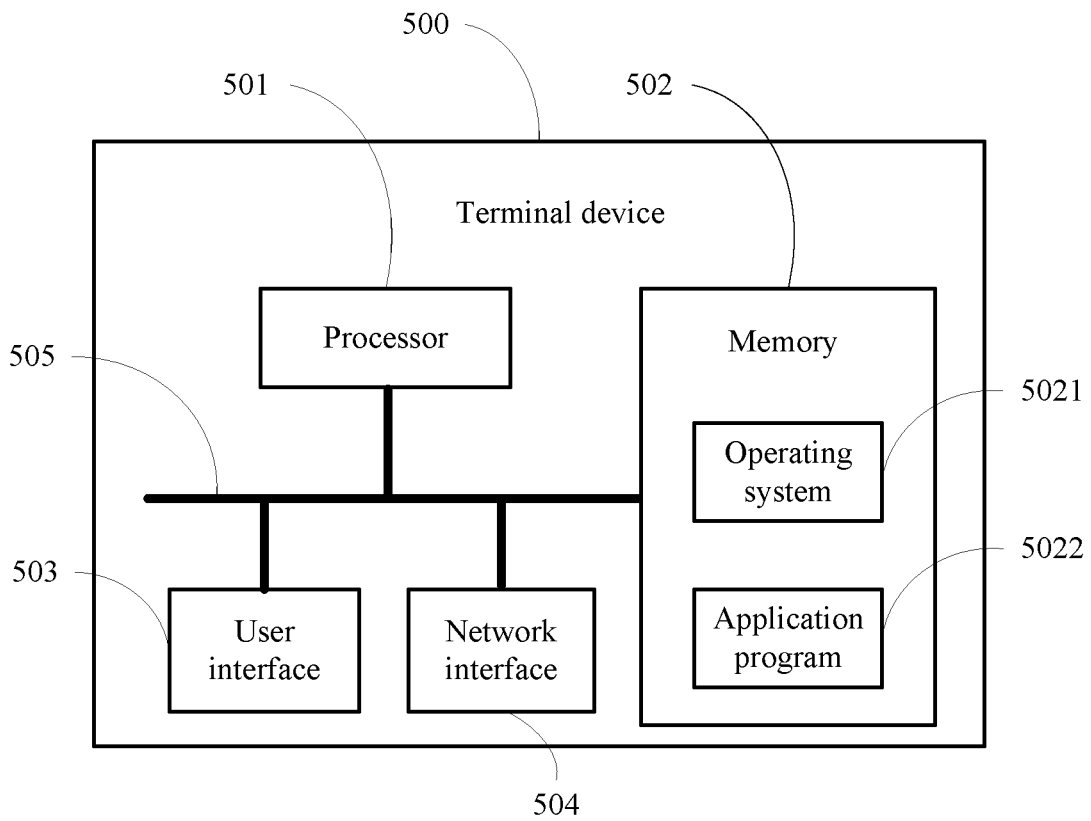 500
501
502
Terminal device
Processor
Memory
505
5021
Operating
system
5022
503
User
interface
Network
interface
Application
program
504